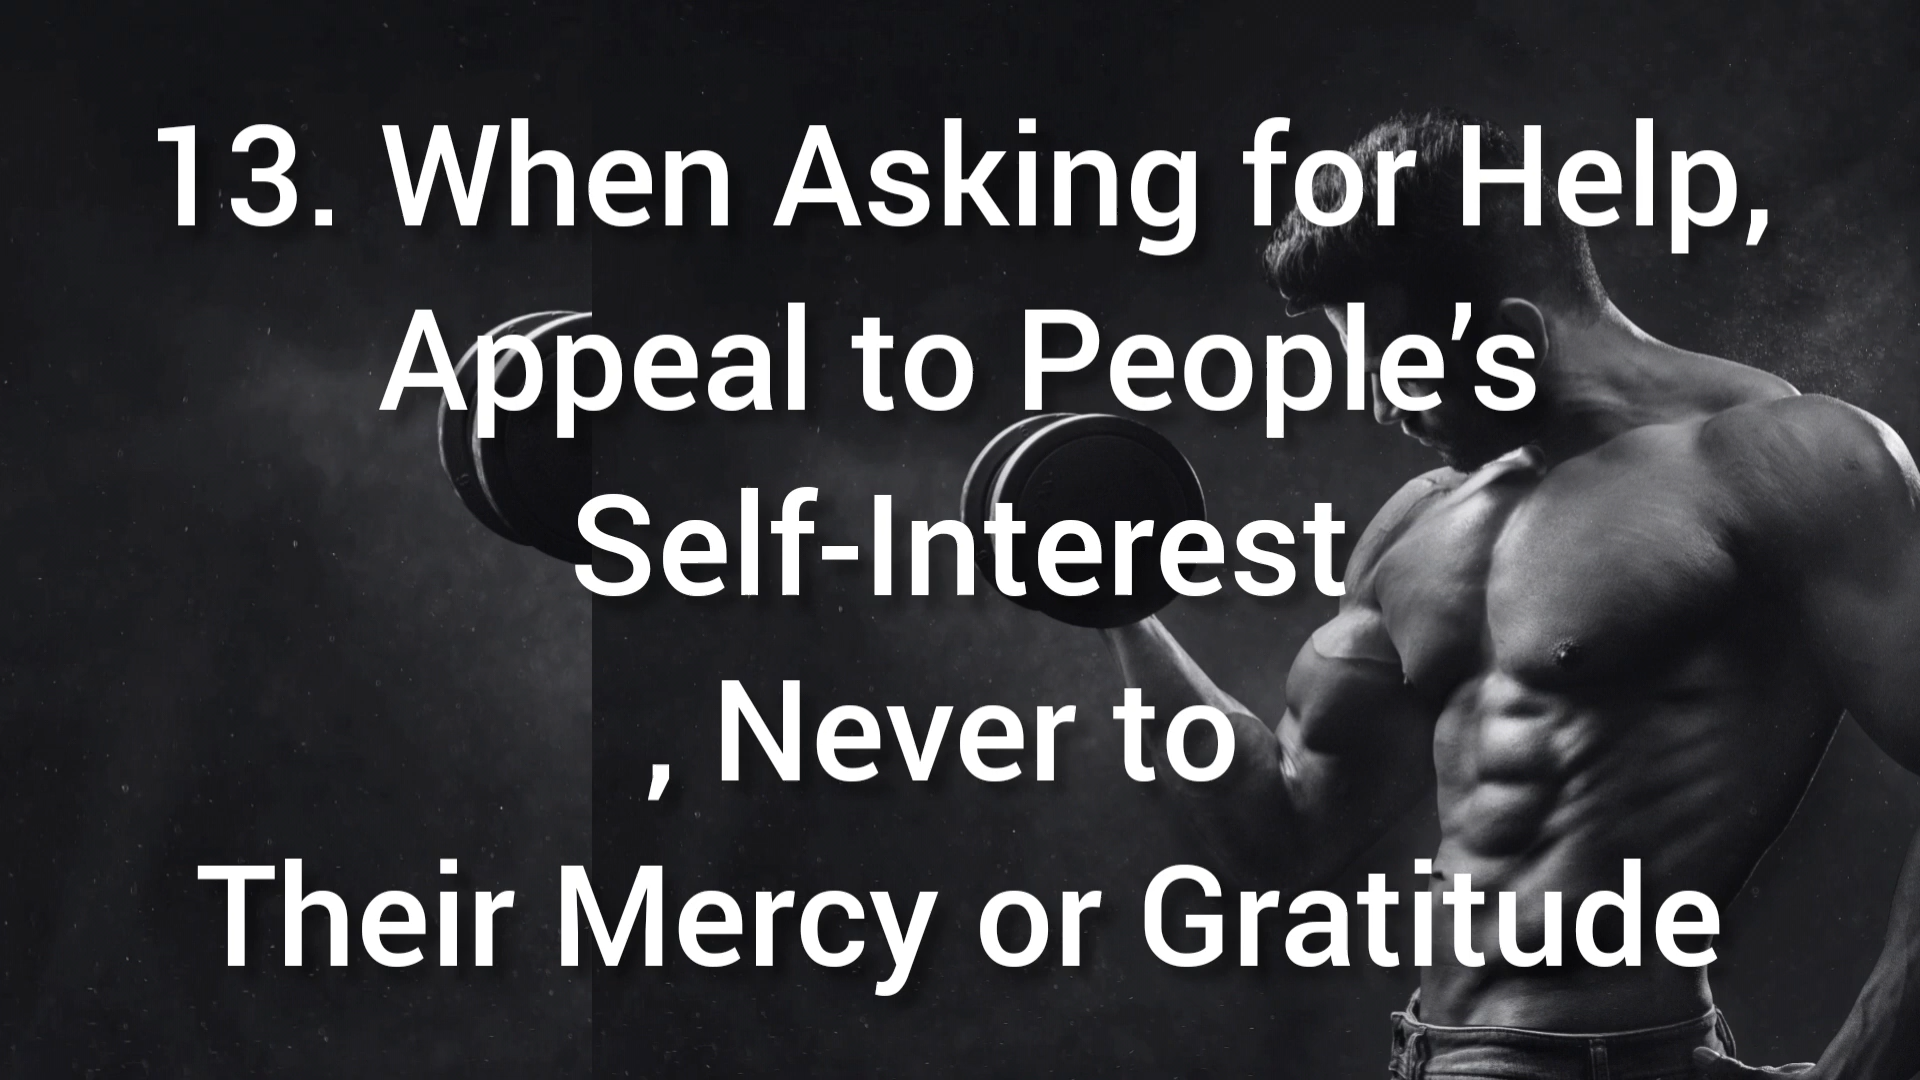 13. When Asking for Help,
Appeal to People’s
Self-Interest
, Never to
Their Mercy or Gratitude